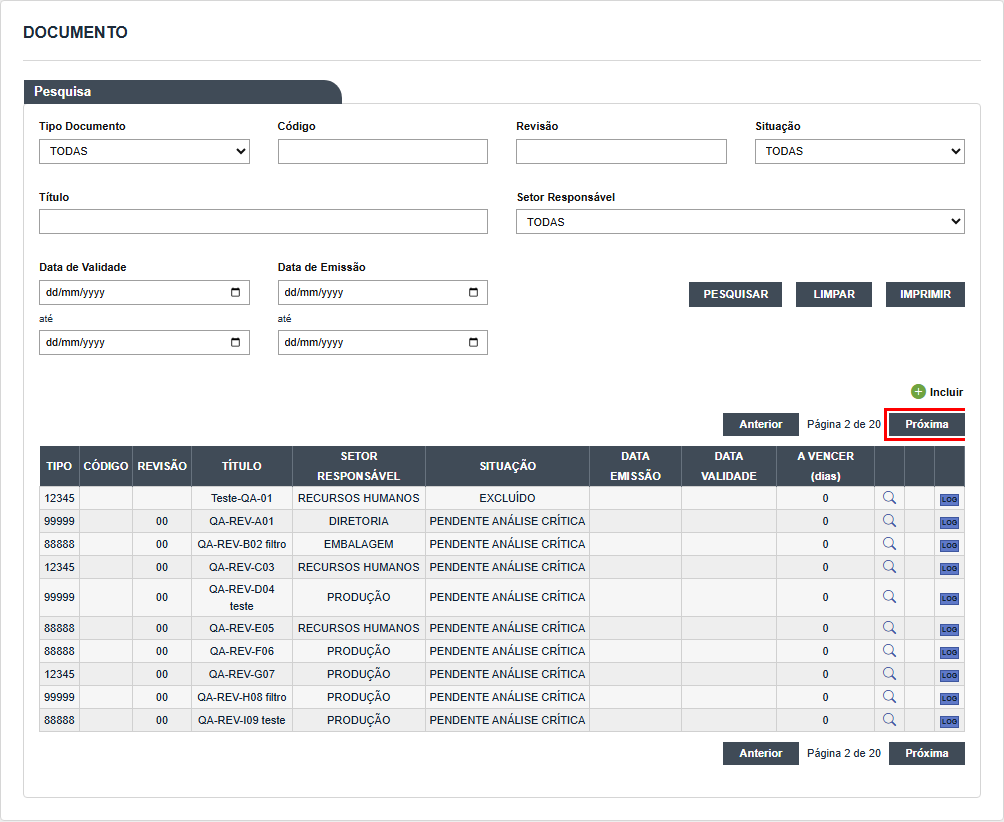 DOCUMENTO
Pesquisa
Tipo Documento Código Revisão Situação
TODAS TODAS
Título Setor Responsável
TODAS
Data de Validade Data de Emissão
dd/mm/yyyy dd/mm/yyyy PESQUISAR LIMPAR IMPRIMIR
até até
dd/mm/yyyy dd/mm/yyyy
Incluir
Anterior Página 2 de 20 Próxima
TIPO CÓDIGO REVISÃO TÍTULO SETOR RESPONSÁVEL SITUAÇÃO DATA EMISSÃO DATA VALIDADE A VENCER (dias)
12345 Teste-QA-01 RECURSOS HUMANOS EXCLUÍDO 0 LOG
99999 00 QA-REV-A01 DIRETORIA PENDENTE ANÁLISE CRÍTICA 0 LOG
88888 00 QA-REV-B02 filtro EMBALAGEM PENDENTE ANÁLISE CRÍTICA 0 LOG
12345 00 QA-REV-C03 RECURSOS HUMANOS PENDENTE ANÁLISE CRÍTICA 0 LOG
99999 00 QA-REV-D04 teste PRODUÇÃO PENDENTE ANÁLISE CRÍTICA 0 LOG
88888 00 QA-REV-E05 RECURSOS HUMANOS PENDENTE ANÁLISE CRÍTICA 0 LOG
88888 00 QA-REV-F06 PRODUÇÃO PENDENTE ANÁLISE CRÍTICA 0 LOG
12345 00 QA-REV-G07 PRODUÇÃO PENDENTE ANÁLISE CRÍTICA 0 LOG
99999 00 QA-REV-H08 filtro PRODUÇÃO PENDENTE ANÁLISE CRÍTICA 0 LOG
88888 00 QA-REV-I09 teste PRODUÇÃO PENDENTE ANÁLISE CRÍTICA 0 LOG
Anterior Página 2 de 20 Próxima